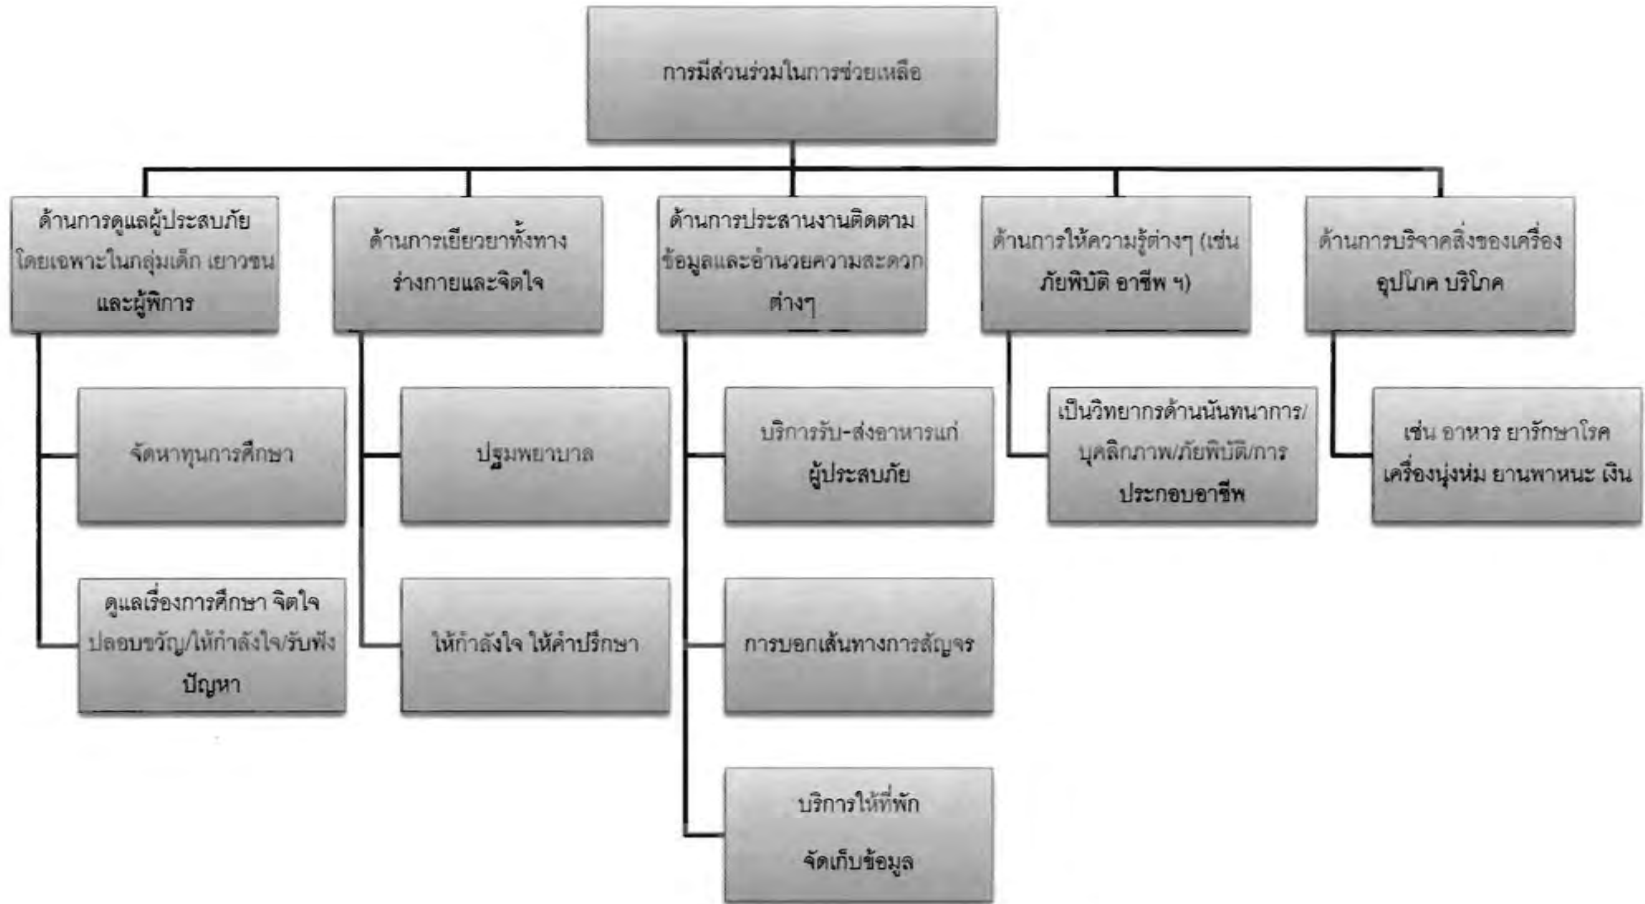 การมีส่วนร่วมในการช่วยเหลือ
ด้านการดูแลผู้ประสบภัย
โดยเฉพาะในกลุ่มเด็ก เยาวชน
และผู้พิการ
ด้านการเยียวยาทั้งทาง
ร่างกายและจิตใจ
ด้านการประสานงานติดตาม
ข้อมูลและอำนวยความสะดวก
ต่างๆ
ด้านการให้ความรู้ต่างๆ (เช่น
ภัยพิบัติ อาชีพ ฯ)
ด้านการบริจาคสิ่งของเครื่อง
อุปโภค บริโภค
จัดหาทุนการศึกษา
ปฐมพยาบาล
บริการรับ-ส่งอาหารแก่
ผู้ประสบภัย
เป็นวิทยากรด้านนันทนาการ/
บุคลิกภาพ/ภัยพิบัติ/การ
ประกอบอาชีพ
เช่น อาหาร ยารักษาโรค
เครื่องนุ่งห่ม ยานพาหนะ เงิน
ดูแลเรื่องการศึกษา จิตใจ
ปลอบขวัญ/ให้กำลังใจ/รับฟัง
ปัญหา
ให้กำลังใจ ให้คำปรึกษา
การบอกเส้นทางการสัญจร
บริการให้ที่พัก
จัดเก็บข้อมูล